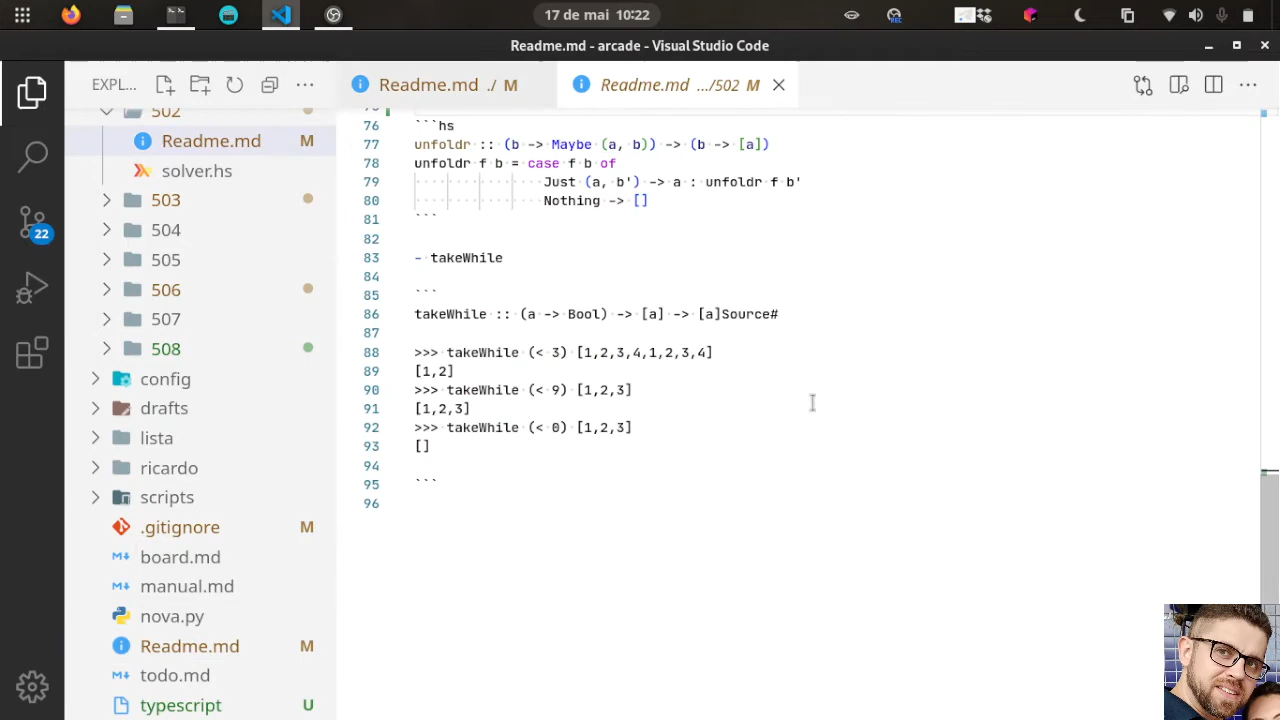 17 de mai 10:22
Readme.md - arcade - Visual Studio Code
EXPL...
Readme.md ./ M
Readme.md .../502 M
502
Readme.md M
solver.hs
503
504
505
506
507
508
config
drafts
lista
ricardo
scripts
.gitignore M
board.md
manual.md
nova.py
Readme.md M
todo.md
typescript U
22
76 ```hs
77 unfoldr :: (b -> Maybe (a, b)) -> (b -> [a])
78 unfoldr f b = case f b of
79 Just (a, b') -> a : unfoldr f b'
80 Nothing -> []
81 ```
82
83 - takeWhile
84
85 ```
86 takeWhile :: (a -> Bool) -> [a] -> [a]Source#
87
88 >>> takeWhile (< 3) [1,2,3,4,1,2,3,4]
89 [1,2]
90 >>> takeWhile (< 9) [1,2,3]
91 [1,2,3]
92 >>> takeWhile (< 0) [1,2,3]
93 []
94
95 ```
96